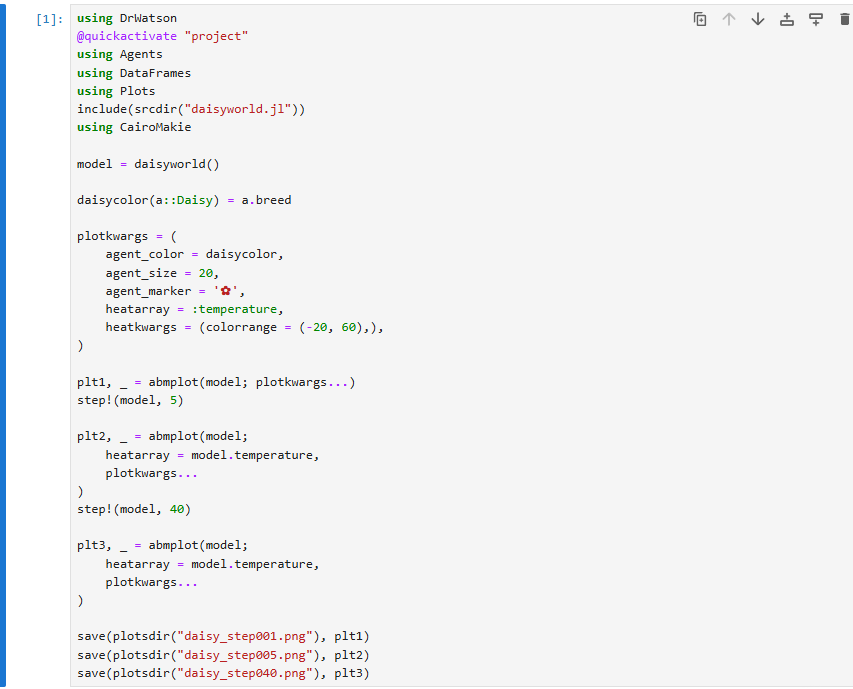 [1]:
using DrWatson
@quickactivate "project"
using Agents
using DataFrames
using Plots
include(srcdir("daisyworld.jl"))
using CairoMakie
model = daisyworld()
daisycolor(a::Daisy) = a.breed
plotkwargs = (
    agent_color = daisycolor,
    agent_size = 20,
    agent_marker = '✿',
    heatarray = :temperature,
    heatkwargs = (colorrange = (-20, 60),),
)
plt1, _ = abmplot(model; plotkwargs...)
step!(model, 5)
plt2, _ = abmplot(model;
    heatarray = model.temperature,
    plotkwargs...
)
step!(model, 40)
plt3, _ = abmplot(model;
    heatarray = model.temperature,
    plotkwargs...
)
save(plotsdir("daisy_step001.png"), plt1)
save(plotsdir("daisy_step005.png"), plt2)
save(plotsdir("daisy_step040.png"), plt3)